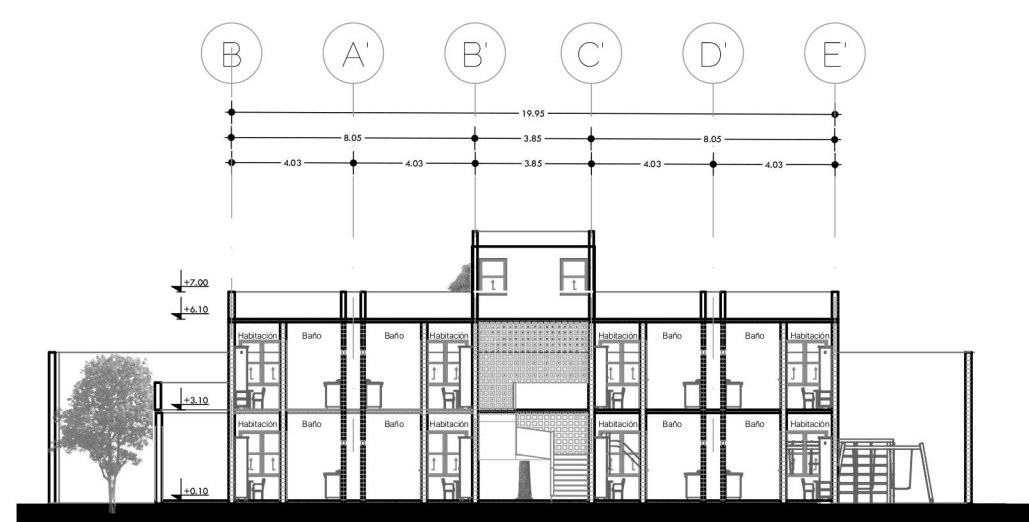 B A' B' C' D' E'
19.95
8.05 3.85 8.05
4.03 4.03 3.85 4.03 4.03
+7.00
+6.10
Habitación Baño Baño Habitación Habitación Baño Baño Habitación
+3.10
Habitación Baño Baño Habitación Habitación Baño Baño Habitación
+0.10